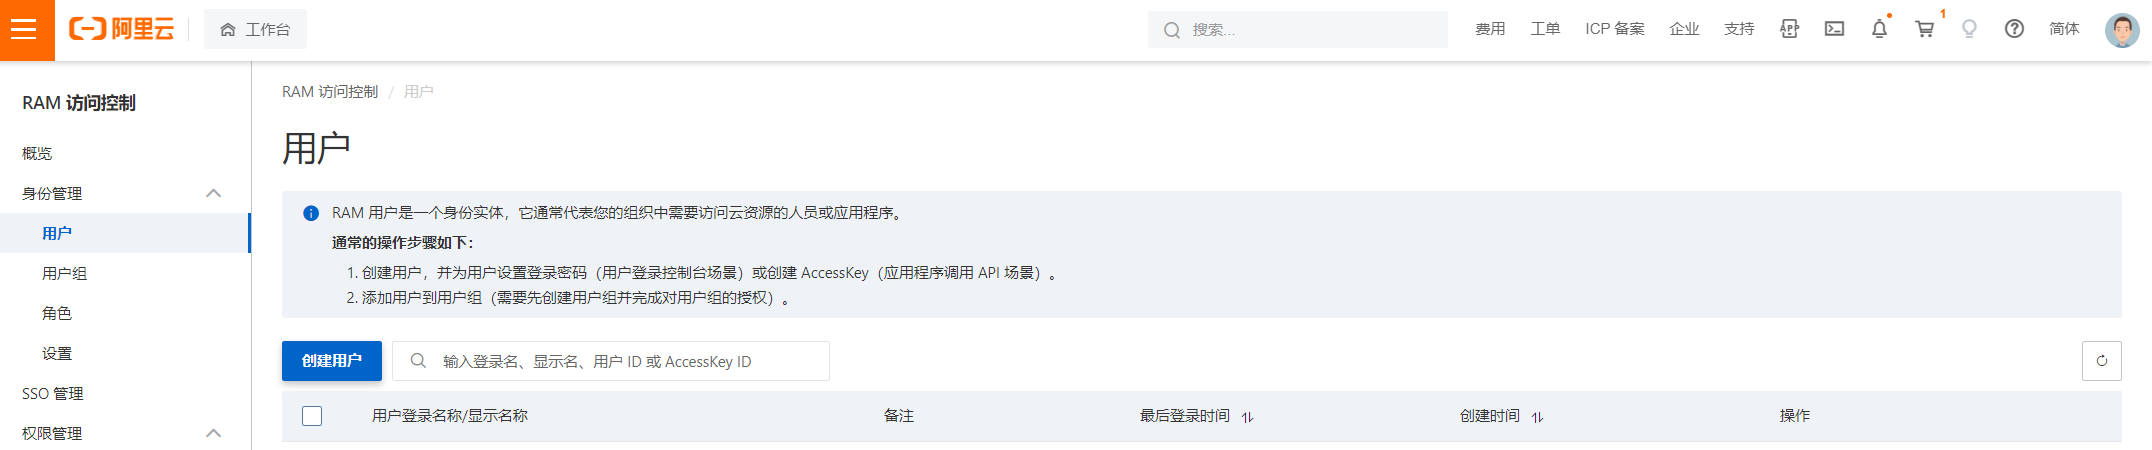 阿里云 工作台 搜索... 费用 工单 ICP 备案 企业 支持 APP 1 简体
RAM 访问控制
概览
身份管理
用户
用户组
角色
设置
SSO 管理
权限管理
RAM 访问控制 / 用户
用户
RAM 用户是一个身份实体，它通常代表您的组织中需要访问云资源的人员或应用程序。
通常的操作步骤如下：
1. 创建用户，并为用户设置登录密码（用户登录控制台场景）或创建 AccessKey（应用程序调用 API 场景）。
2. 添加用户到用户组（需要先创建用户组并完成对用户组的授权）。
创建用户 输入登录名、显示名、用户 ID 或 AccessKey ID
用户登录名称/显示名称 备注 最后登录时间 创建时间 操作